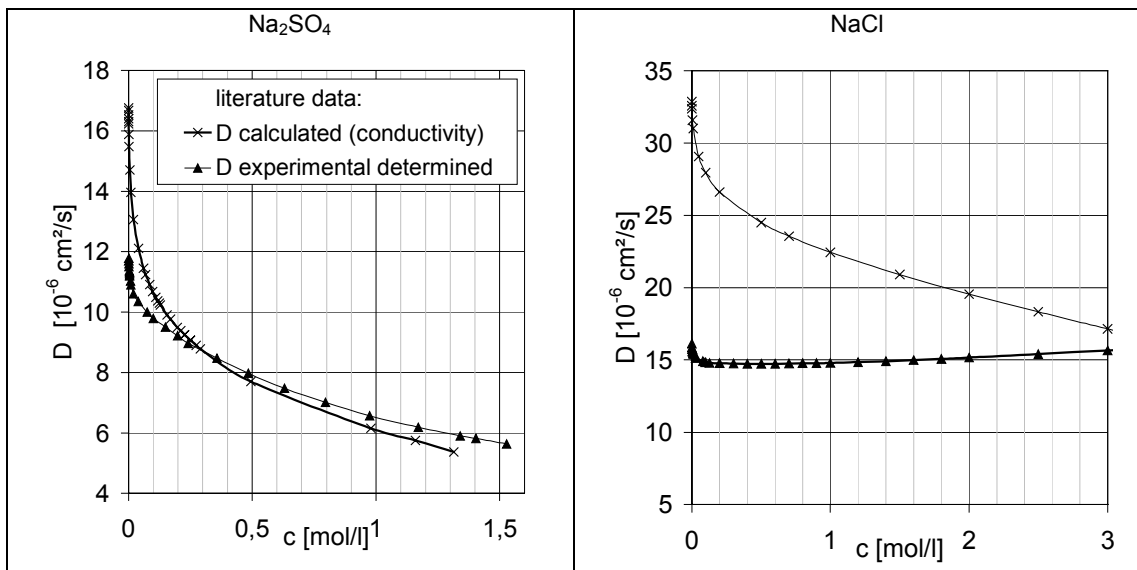 Na₂SO₄
18
16
14
12
10
8
6
4
D [10⁻⁶ cm²/s]
literature data:
D calculated (conductivity)
D experimental determined
0
0,5
1
1,5
c [mol/l]
NaCl
35
30
25
20
15
10
5
D [10⁻⁶ cm²/s]
0
1
2
3
c [mol/l]